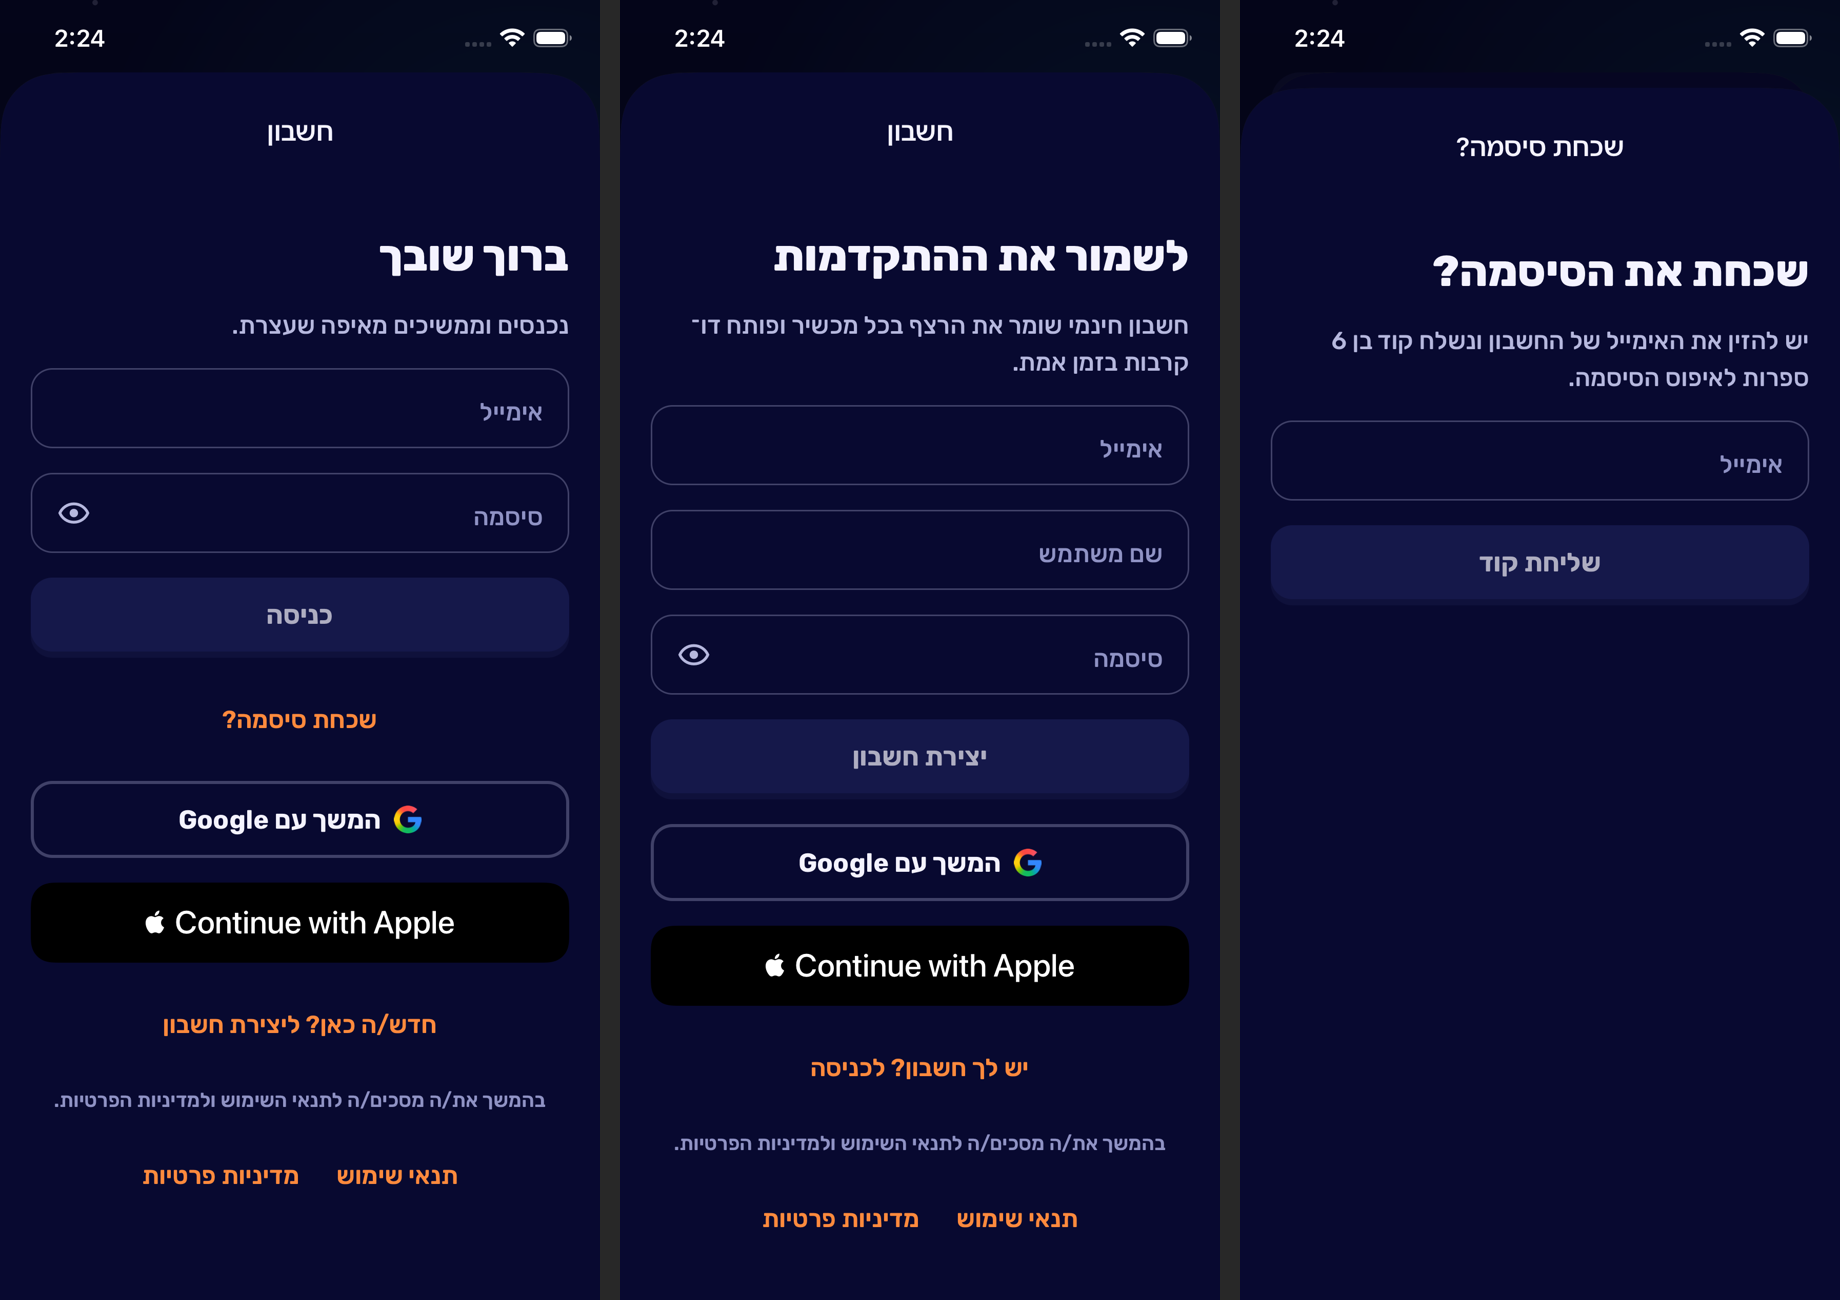 2:24
חשבון
ברוך שובך
נכנסים וממשיכים מאיפה שעצרת.
אימייל
סיסמה
כניסה
שכחת סיסמה?
המשך עם Google
Continue with Apple
חדש/ה כאן? ליצירת חשבון
בהמשך את/ה מסכים/ה לתנאי השימוש ולמדיניות הפרטיות.
תנאי שימוש מדיניות פרטיות
2:24
חשבון
לשמור את ההתקדמות
חשבון חינמי שומר את הרצף בכל מכשיר ופותח דו־
קרבות בזמן אמת.
אימייל
שם משתמש
סיסמה
יצירת חשבון
המשך עם Google
Continue with Apple
יש לך חשבון? לכניסה
בהמשך את/ה מסכים/ה לתנאי השימוש ולמדיניות הפרטיות.
תנאי שימוש מדיניות פרטיות
2:24
שכחת סיסמה?
שכחת את הסיסמה?
יש להזין את האימייל של החשבון ונשלח קוד בן 6
ספרות לאיפוס הסיסמה.
אימייל
שליחת קוד